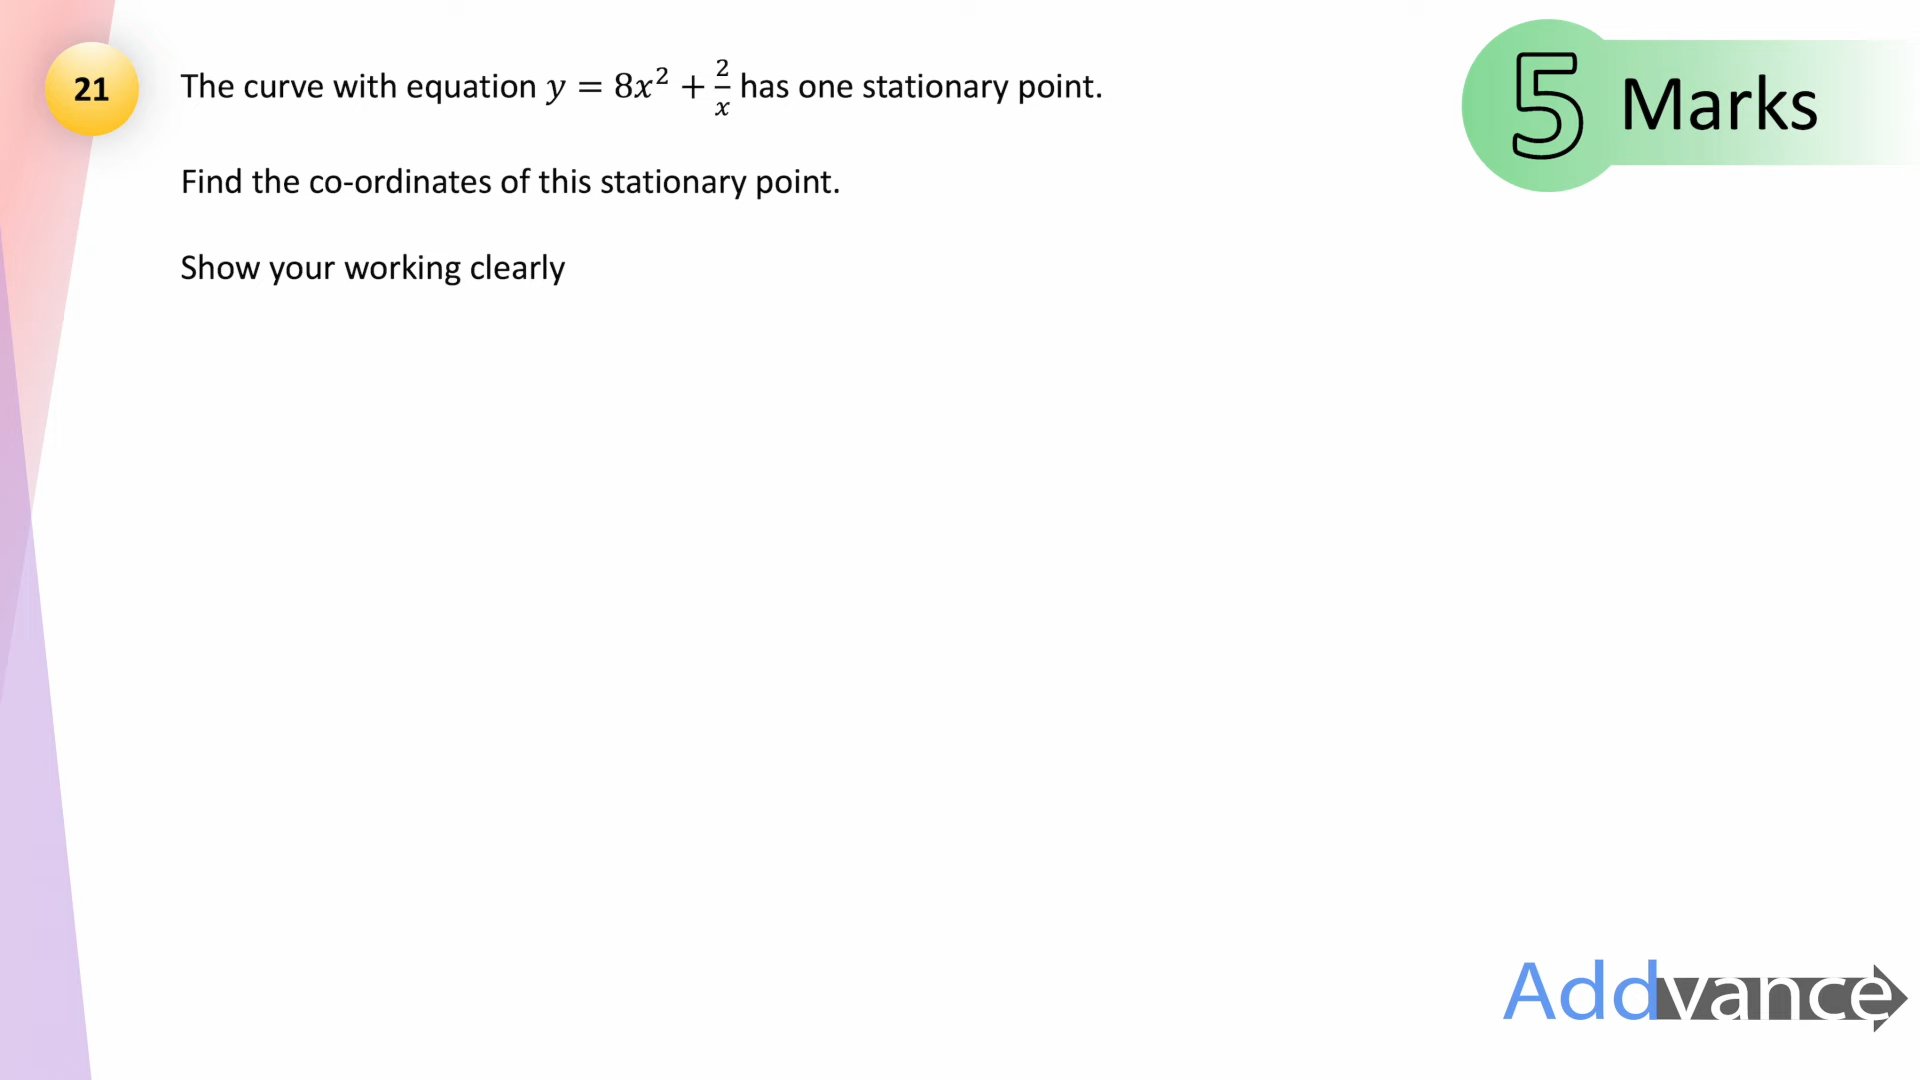 21
The curve with equation y = 8x² + 2/x has one stationary point.
5 Marks
Find the co-ordinates of this stationary point.
Show your working clearly
Addvance